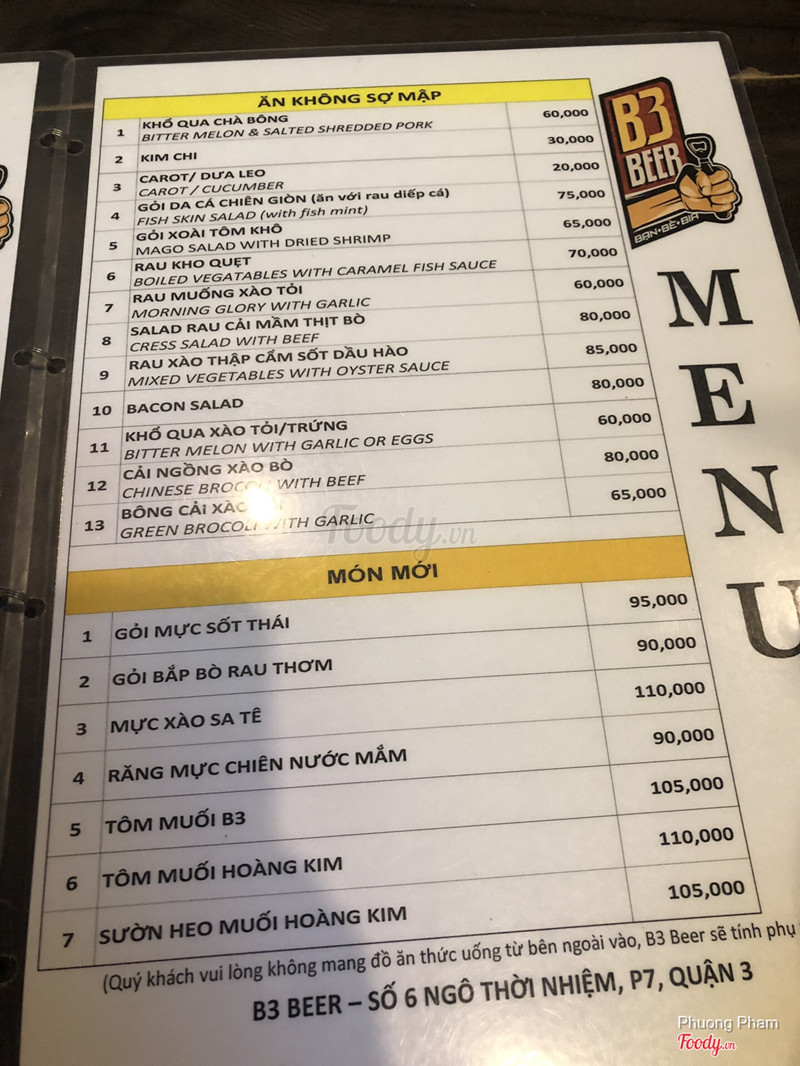 ĂN KHÔNG SỢ MẬP
1 KHỔ QUA CHÀ BÔNG 60,000
BITTER MELON & SALTED SHREDDED PORK
2 KIM CHI 30,000
3 CAROT/ DƯA LEO 20,000
CAROT / CUCUMBER
4 GỎI DA CÁ CHIÊN GIÒN (ăn với rau diếp cá) 75,000
FISH SKIN SALAD (with fish mint)
5 GỎI XOÀI TÔM KHÔ 65,000
MAGO SALAD WITH DRIED SHRIMP
6 RAU KHO QUẸT 70,000
BOILED VEGATABLES WITH CARAMEL FISH SAUCE
7 RAU MUỐNG XÀO TỎI 60,000
MORNING GLORY WITH GARLIC
8 SALAD RAU CẢI MẦM THỊT BÒ 80,000
CRESS SALAD WITH BEEF
9 RAU XÀO THẬP CẨM SỐT DẦU HÀO 85,000
MIXED VEGETABLES WITH OYSTER SAUCE
10 BACON SALAD 80,000
11 KHỔ QUA XÀO TỎI/TRỨNG 60,000
BITTER MELON WITH GARLIC OR EGGS
12 CẢI NGỒNG XÀO BÒ 80,000
CHINESE WITH BEEF
13 BÔNG CẢI 65,000
GREEN BROCOLI WITH GARLIC
MÓN MỚI
1 GỎI MỰC SỐT THÁI 95,000
2 GỎI BẮP BÒ RAU THƠM 90,000
3 MỰC XÀO SA TÊ 110,000
4 RĂNG MỰC CHIÊN NƯỚC MẮM 90,000
5 TÔM MUỐI B3 105,000
6 TÔM MUỐI HOÀNG KIM 110,000
7 SƯỜN HEO MUỐI HOÀNG KIM 105,000
(Quý khách vui lòng không mang đồ ăn thức uống từ bên ngoài vào, B3 Beer sẽ tính phụ
B3 BEER – SỐ 6 NGÔ THỜI NHIỆM, P7, QUẬN 3
B3
BEER
BẠN•BÈ•BIA
MENU
Foody.vn
Phuong Pham
Foody.vn